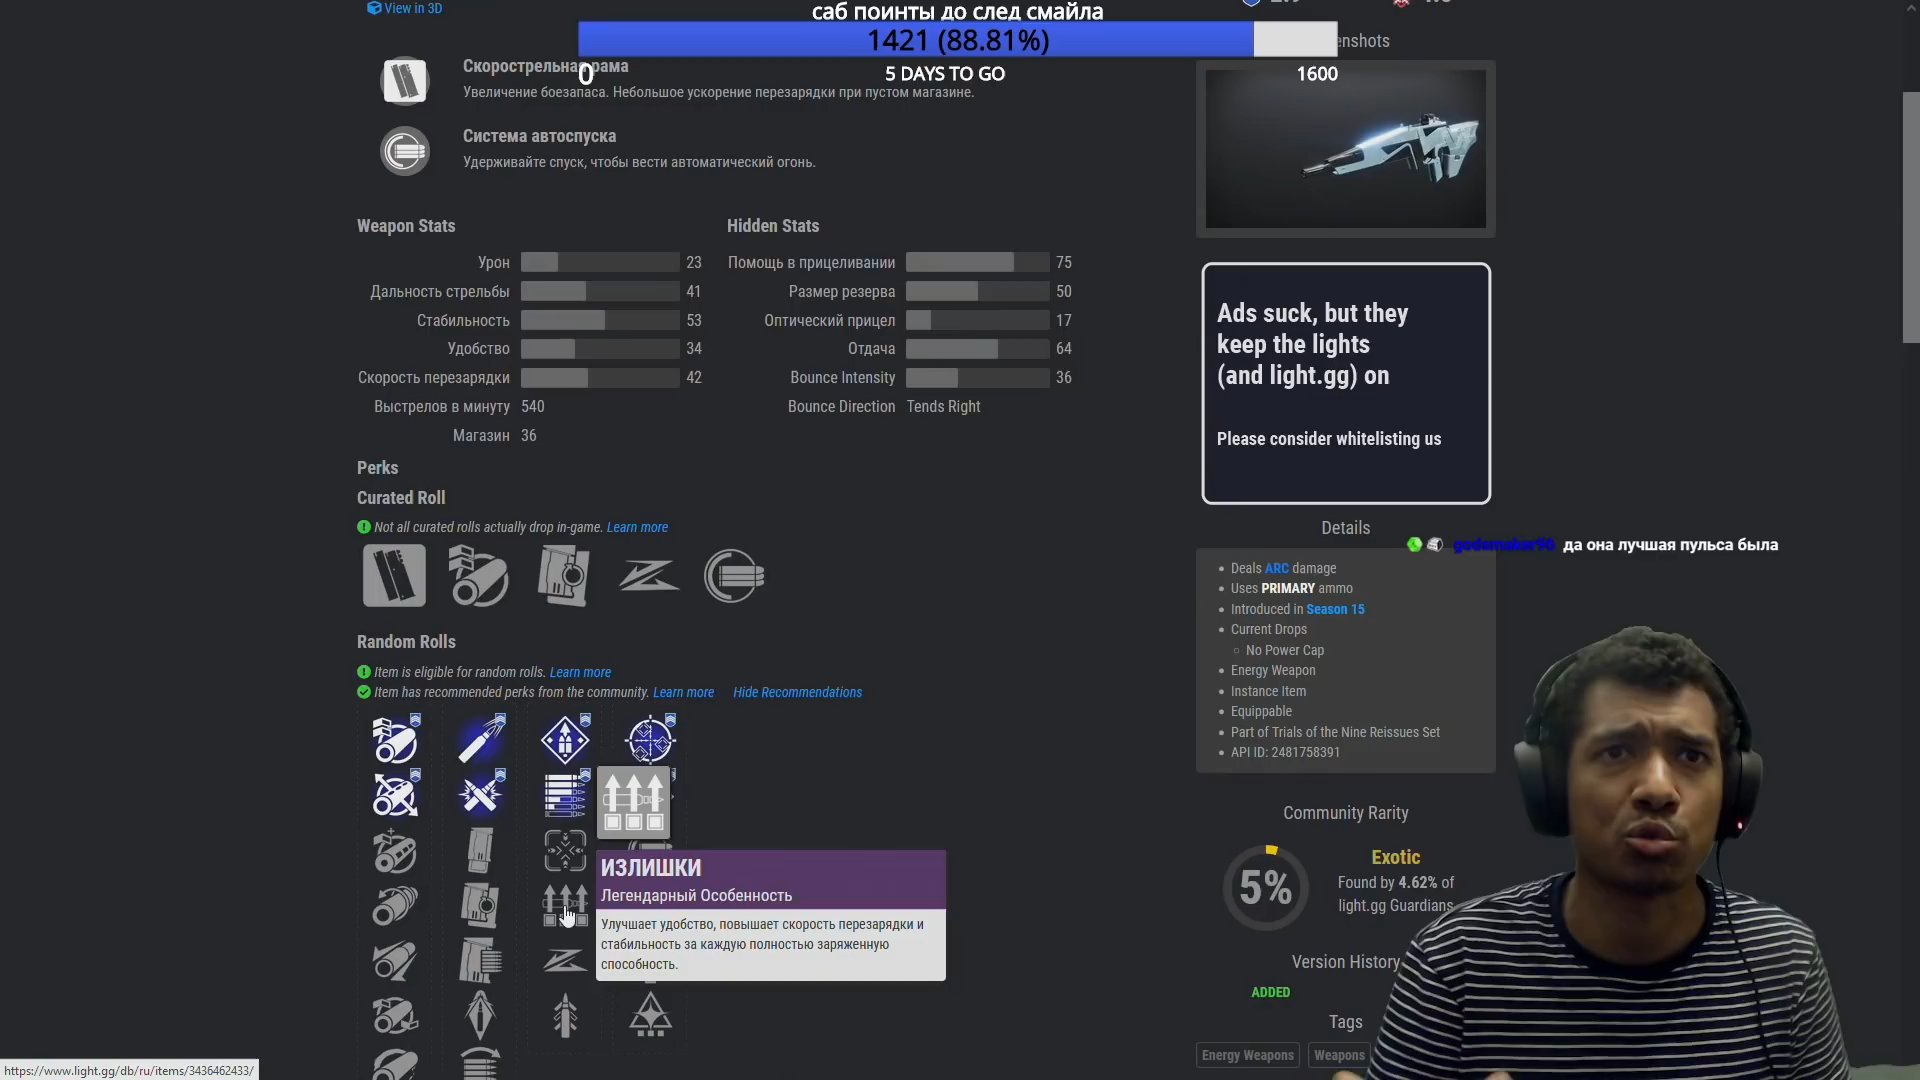 View in 3D
саб поинты до след смайла
1421 (88.81%)
0
5 DAYS TO GO
1600
enshots
Скорострельная рама
Увеличение боезапаса. Небольшое ускорение перезарядки при пустом магазине.
Система автоспуска
Удерживайте спуск, чтобы вести автоматический огонь.
Weapon Stats
Урон 23
Дальность стрельбы 41
Стабильность 53
Удобство 34
Скорость перезарядки 42
Выстрелов в минуту 540
Магазин 36
Hidden Stats
Помощь в прицеливании 75
Размер резерва 50
Оптический прицел 17
Отдача 64
Bounce Intensity 36
Bounce Direction Tends Right
Perks
Curated Roll
Not all curated rolls actually drop in-game. Learn more
Random Rolls
Item is eligible for random rolls. Learn more
Item has recommended perks from the community. Learn more Hide Recommendations
ИЗЛИШКИ
Легендарный Особенность
Улучшает удобство, повышает скорость перезарядки и
стабильность за каждую полностью заряженную
способность.
Ads suck, but they
keep the lights
(and light.gg) on
Please consider whitelisting us
Details
godemaker96 да она лучшая пульса была
Deals ARC damage
Uses PRIMARY ammo
Introduced in Season 15
Current Drops
No Power Cap
Energy Weapon
Instance Item
Equippable
Part of Trials of the Nine Reissues Set
API ID: 2481758391
Community Rarity
5%
Exotic
Found by 4.62% of
light.gg Guardians
Version History
ADDED
Tags
Energy Weapons Weapons
https://www.light.gg/db/ru/items/3436462433/